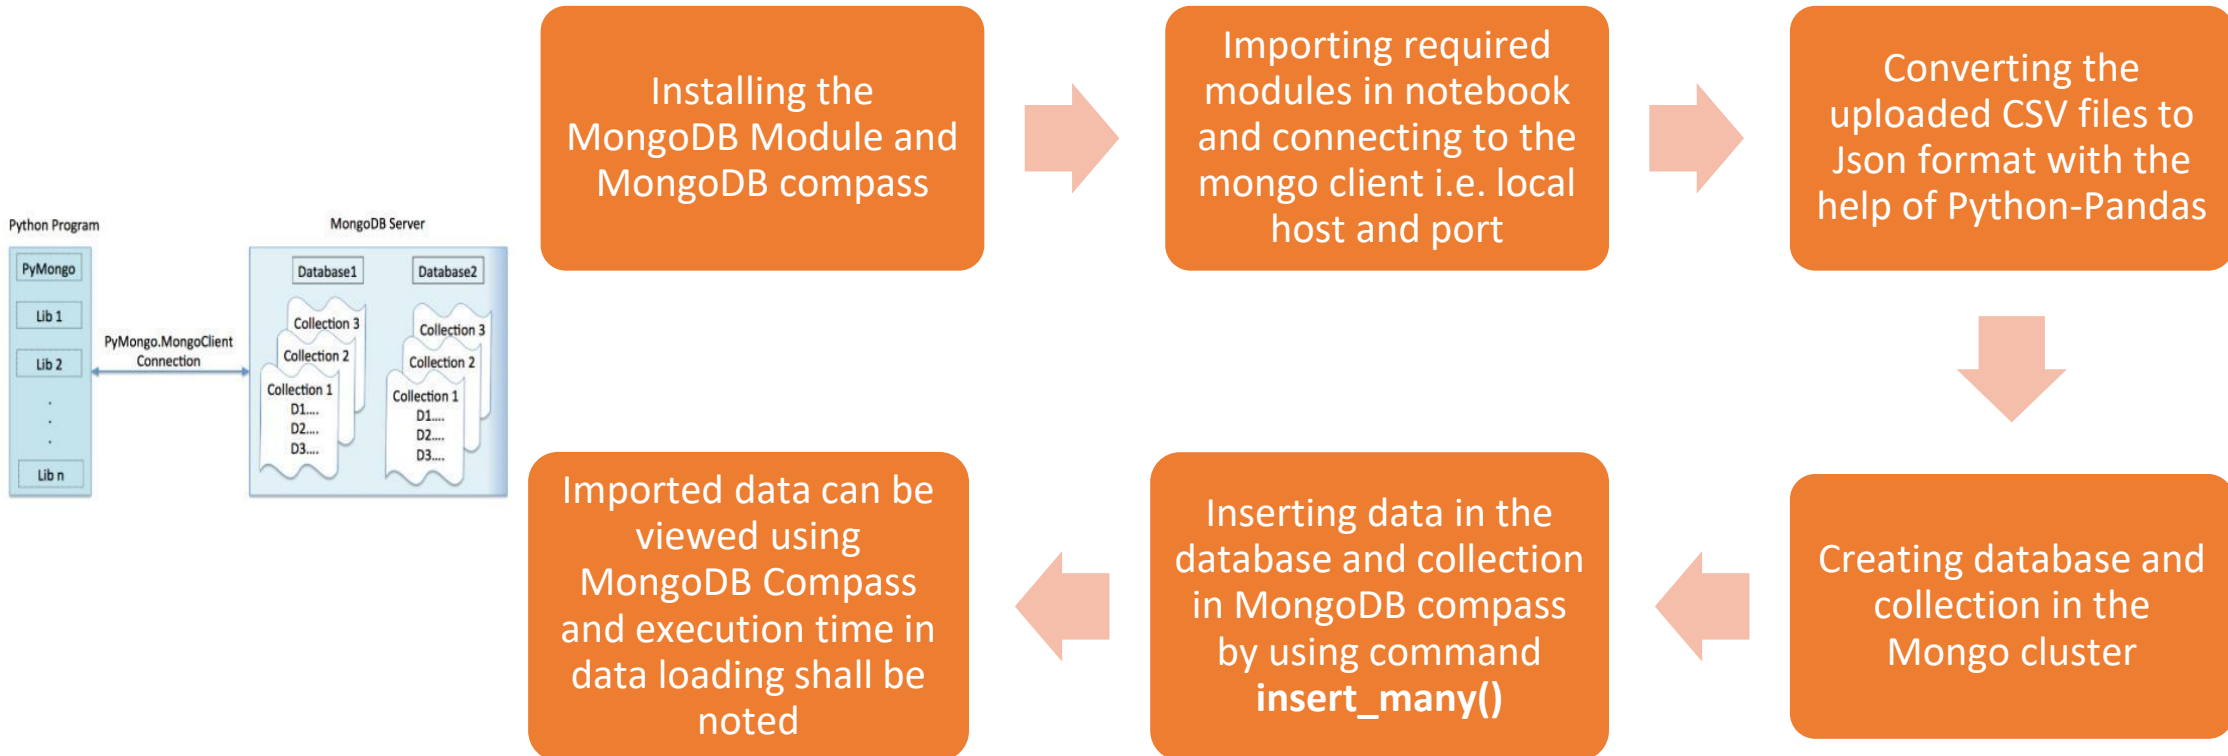 Python Program
PyMongo
Lib 1
Lib 2
.
.
.
Lib n
PyMongo.MongoClient
Connection
MongoDB Server
Database1
Database2
Collection 3
Collection 2
Collection 1
D1....
D2....
D3....
Collection 3
Collection 2
Collection 1
D1....
D2....
D3....
Installing the
MongoDB Module and
MongoDB compass
Importing required
modules in notebook
and connecting to the
mongo client i.e. local
host and port
Converting the
uploaded CSV files to
Json format with the
help of Python-Pandas
Creating database and
collection in the
Mongo cluster
Inserting data in the
database and collection
in MongoDB compass
by using command
insert_many()
Imported data can be
viewed using
MongoDB Compass
and execution time in
data loading shall be
noted